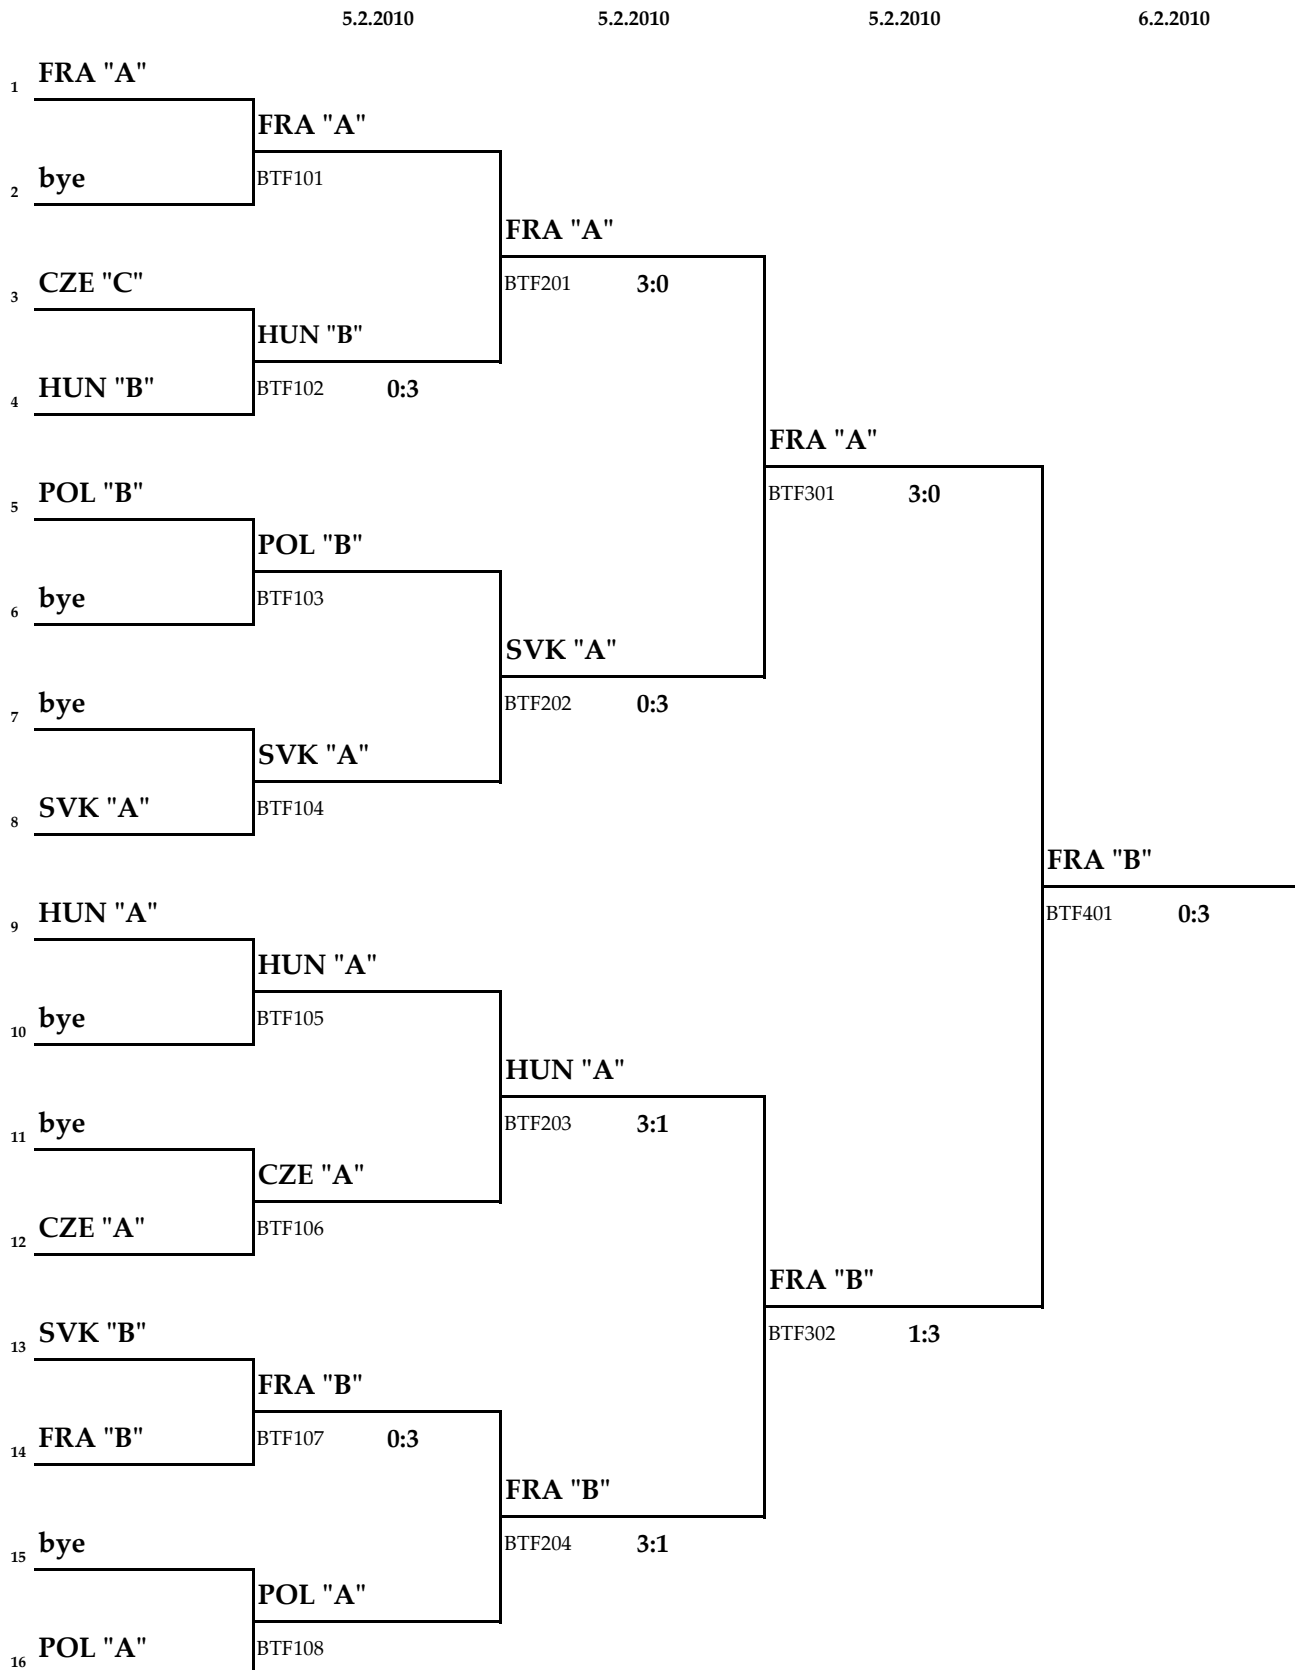 5.2.2010 5.2.2010 5.2.2010 6.2.2010
1 FRA "A"
FRA "A"
2 bye BTF101
FRA "A"
3 CZE "C" BTF201 3:0
HUN "B"
4 HUN "B" BTF102 0:3
FRA "A"
5 POL "B" BTF301 3:0
POL "B"
6 bye BTF103
SVK "A"
7 bye BTF202 0:3
SVK "A"
8 SVK "A" BTF104
FRA "B"
9 HUN "A" BTF401 0:3
HUN "A"
10 bye BTF105
HUN "A"
11 bye BTF203 3:1
CZE "A"
12 CZE "A" BTF106
FRA "B"
13 SVK "B" BTF302 1:3
FRA "B"
14 FRA "B" BTF107 0:3
FRA "B"
15 bye BTF204 3:1
POL "A"
16 POL "A" BTF108